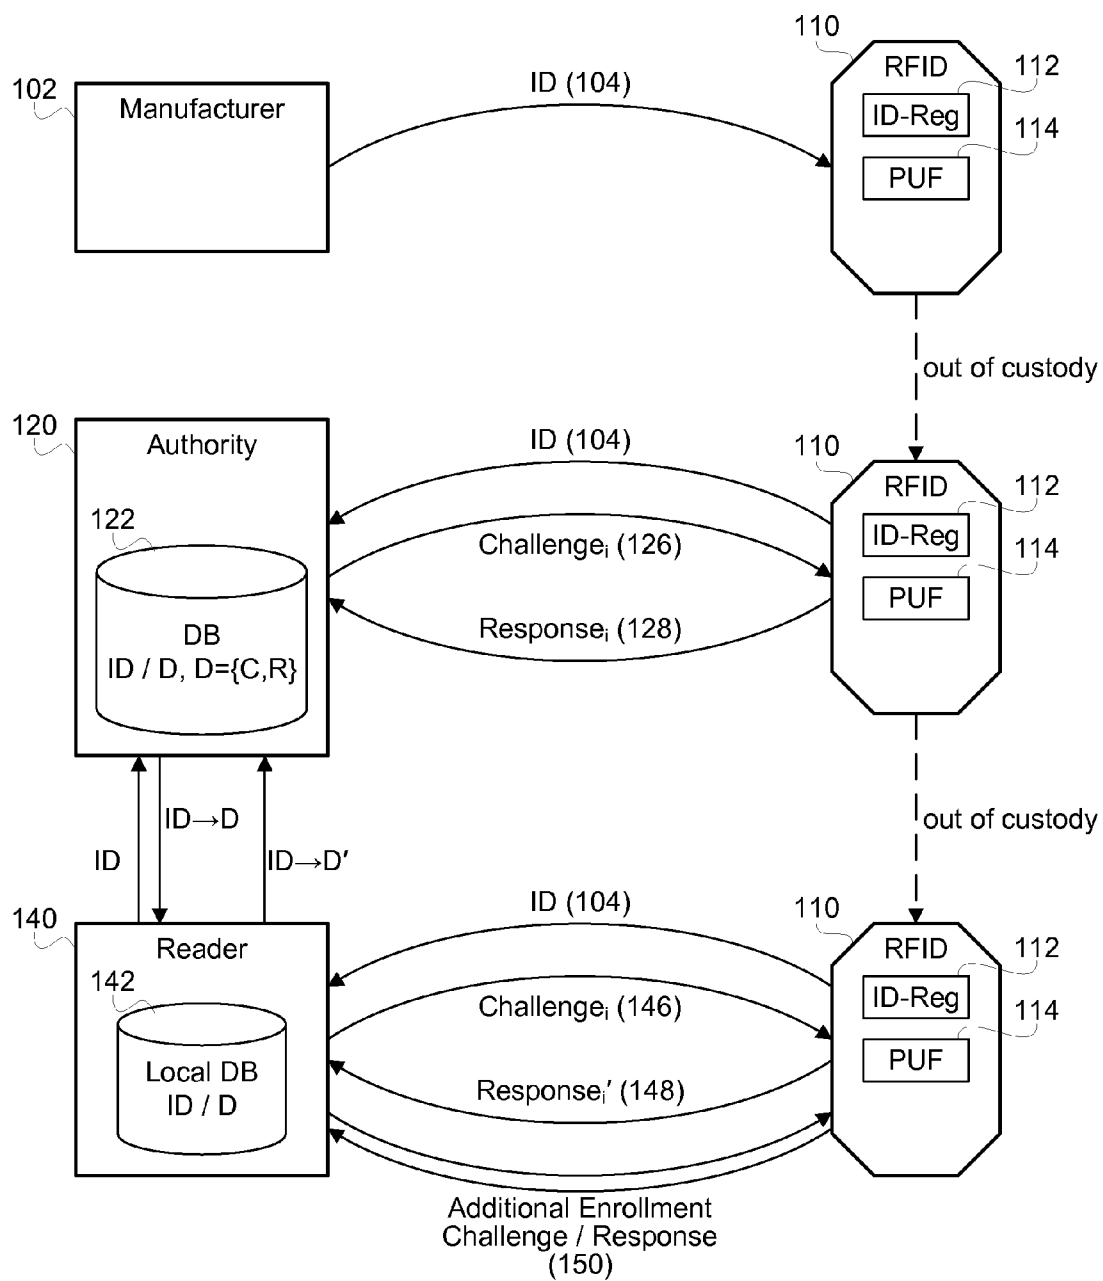 110
RFID
112
ID-Reg
114
PUF
ID (104)
102
Manufacturer
out of custody
120
Authority
122
DB
ID / D, D={C,R}
ID (104)
Challengeᵢ (126)
Responseᵢ (128)
110
RFID
112
ID-Reg
114
PUF
ID→D
ID
ID→D′
out of custody
140
Reader
142
Local DB
ID / D
ID (104)
Challengeᵢ (146)
Responseᵢ′ (148)
110
RFID
112
ID-Reg
114
PUF
Additional Enrollment
Challenge / Response
(150)